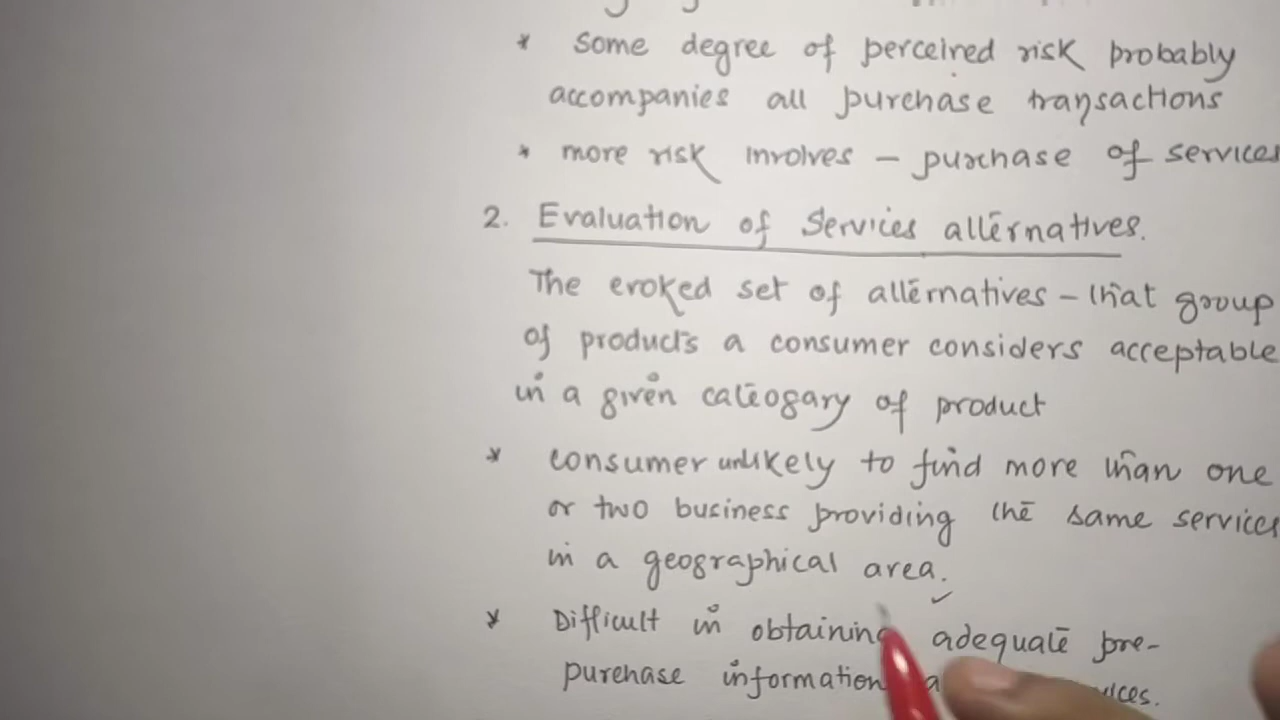 * some degree of perceived risk probably
accompanies all purchase transactions
* more risk involves - purchase of services
2. Evaluation of Services alternatives.
The evoked set of alternatives - that group
of products a consumer considers acceptable
in a given cateogary of product
* consumer unlikely to find more than one
or two business providing the same services
in a geographical area.
* Difficult in obtaining adequate pre-
purchase information